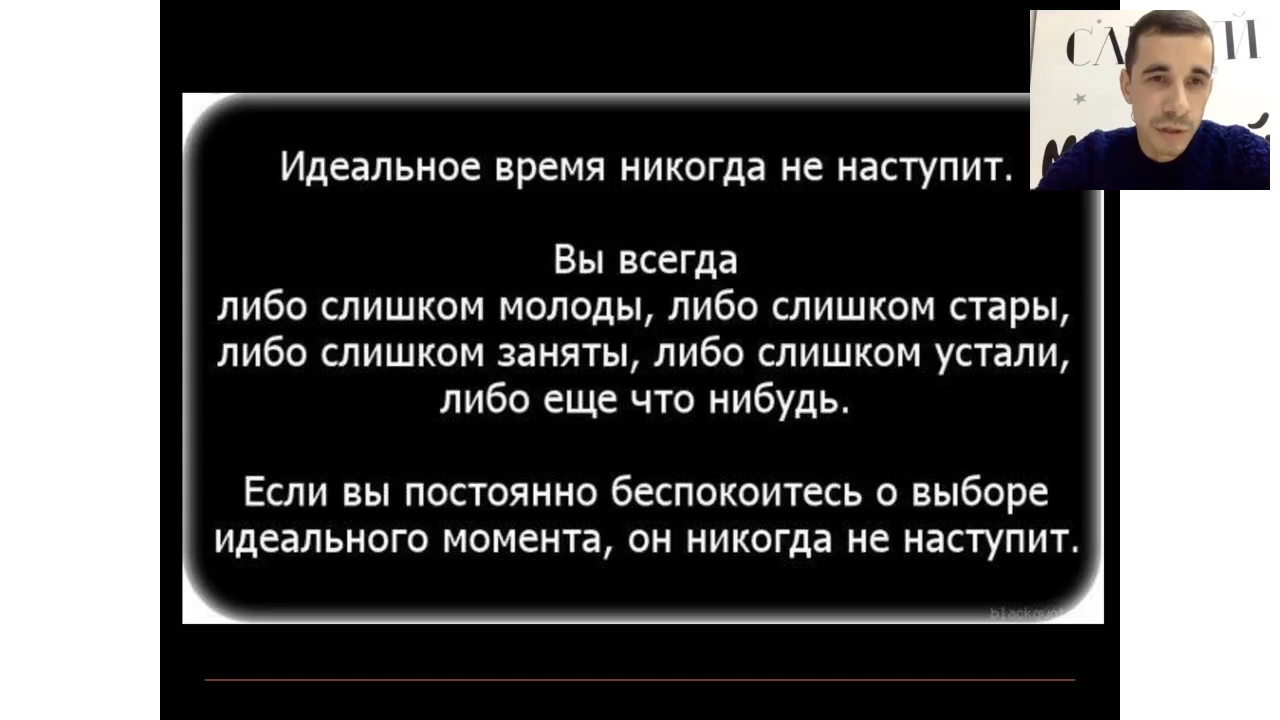 Идеальное время никогда не наступит.
Вы всегда
либо слишком молоды, либо слишком стары,
либо слишком заняты, либо слишком устали,
либо еще что нибудь.
Если вы постоянно беспокоитесь о выборе
идеального момента, он никогда не наступит.